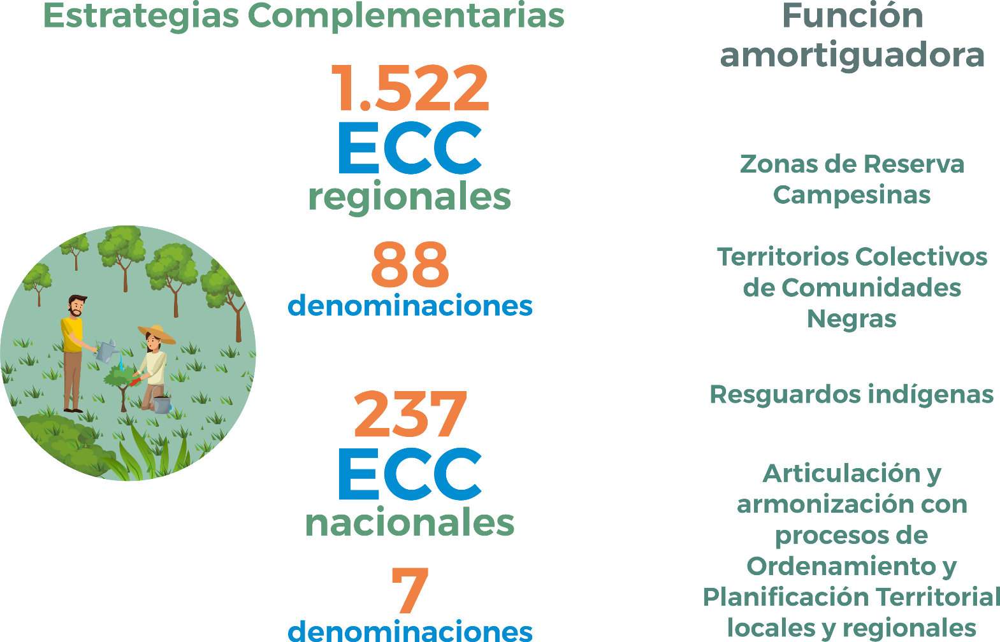 Estrategias Complementarias
1.522
ECC
regionales
88
denominaciones
237
ECC
nacionales
7
denominaciones
Función
amortiguadora
Zonas de Reserva
Campesinas
Territorios Colectivos
de Comunidades
Negras
Resguardos indígenas
Articulación y
armonización con
procesos de
Ordenamiento y
Planificación Territorial
locales y regionales